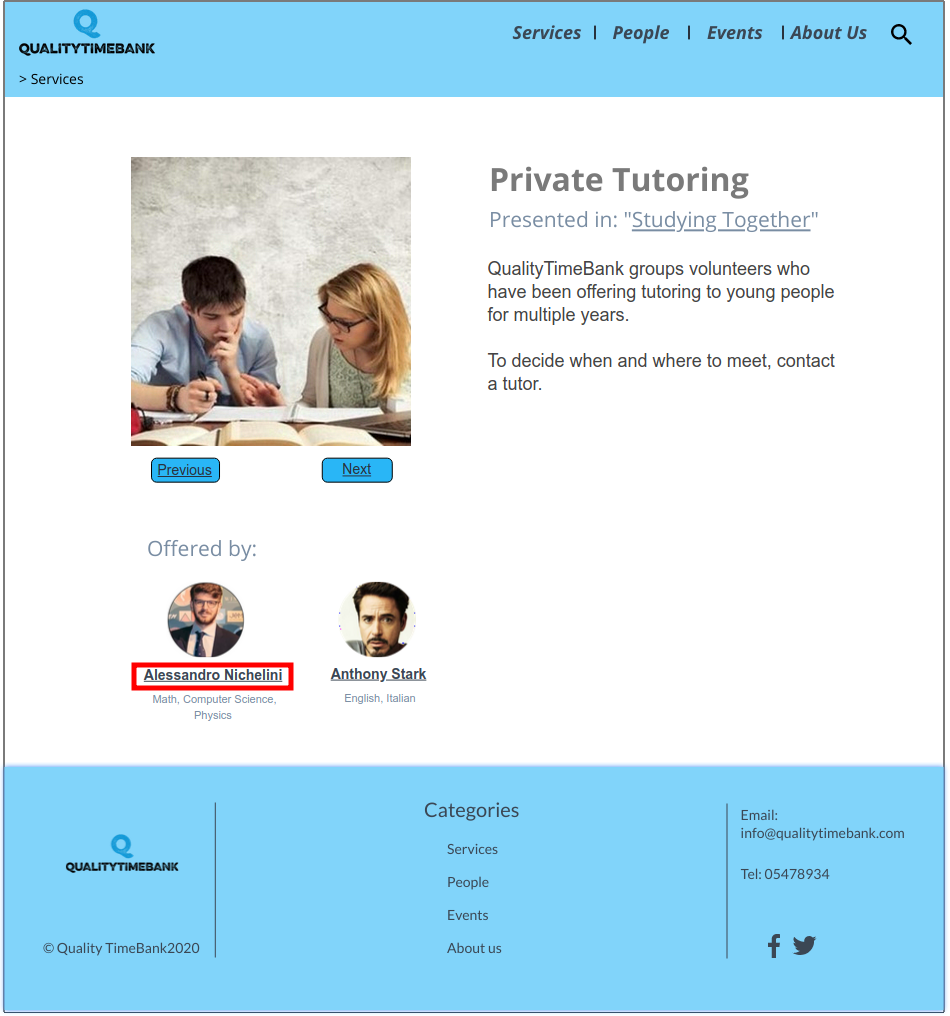 QUALITYTIMEBANK
Services | People | Events | About Us
> Services
Private Tutoring
Presented in: "Studying Together"
QualityTimeBank groups volunteers who
have been offering tutoring to young people
for multiple years.
To decide when and where to meet, contact
a tutor.
Previous
Next
Offered by:
Alessandro Nichelini
Math, Computer Science,
Physics
Anthony Stark
English, Italian
QUALITYTIMEBANK
© Quality TimeBank2020
Categories
Services
People
Events
About us
Email:
info@qualitytimebank.com
Tel: 05478934